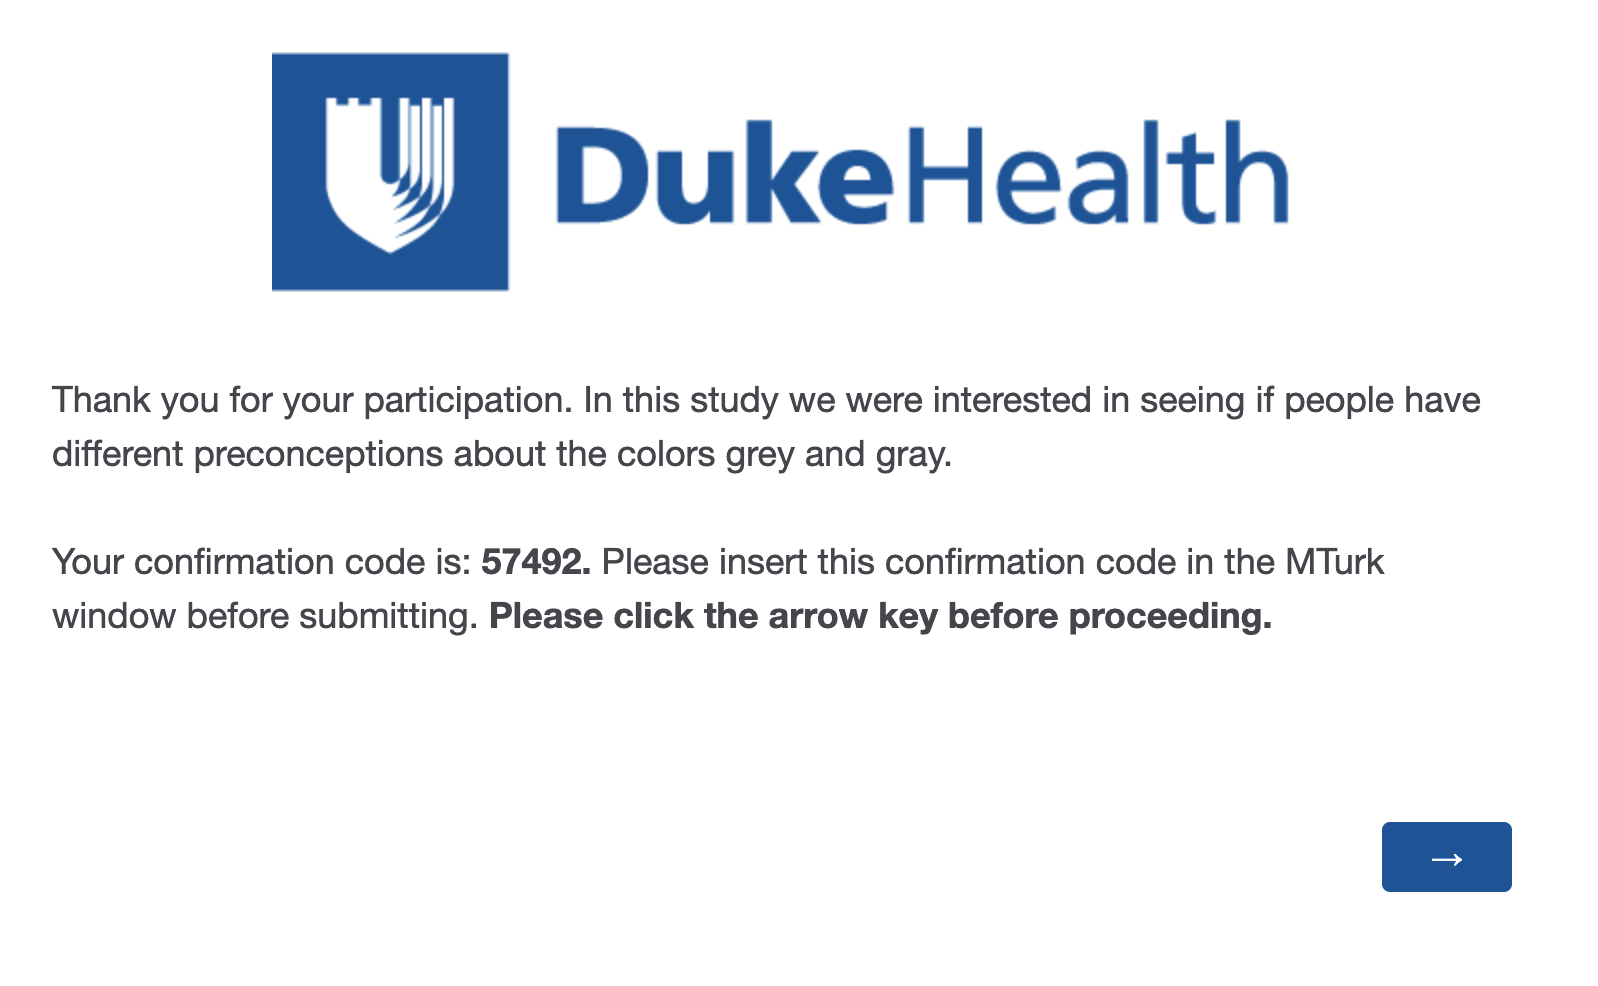 DukeHealth
Thank you for your participation. In this study we were interested in seeing if people have
different preconceptions about the colors grey and gray.
Your confirmation code is: 57492. Please insert this confirmation code in the MTurk
window before submitting. Please click the arrow key before proceeding.
→